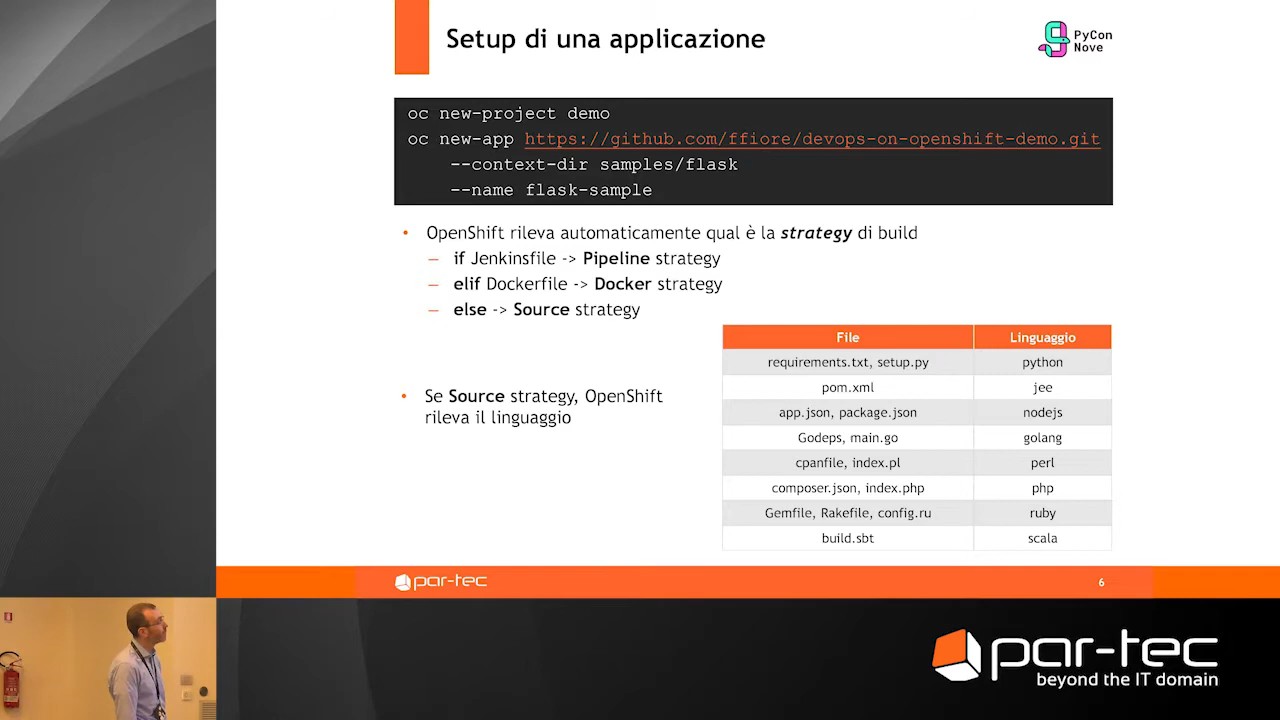 Setup di una applicazione
PyCon
Nove
oc new-project demo
oc new-app https://github.com/ffiore/devops-on-openshift-demo.git
--context-dir samples/flask
--name flask-sample
• OpenShift rileva automaticamente qual è la strategy di build
– if Jenkinsfile -> Pipeline strategy
– elif Dockerfile -> Docker strategy
– else -> Source strategy
• Se Source strategy, OpenShift
rileva il linguaggio
File Linguaggio
requirements.txt, setup.py python
pom.xml jee
app.json, package.json nodejs
Godeps, main.go golang
cpanfile, index.pl perl
composer.json, index.php php
Gemfile, Rakefile, config.ru ruby
build.sbt scala
par-tec
6
par-tec
beyond the IT domain